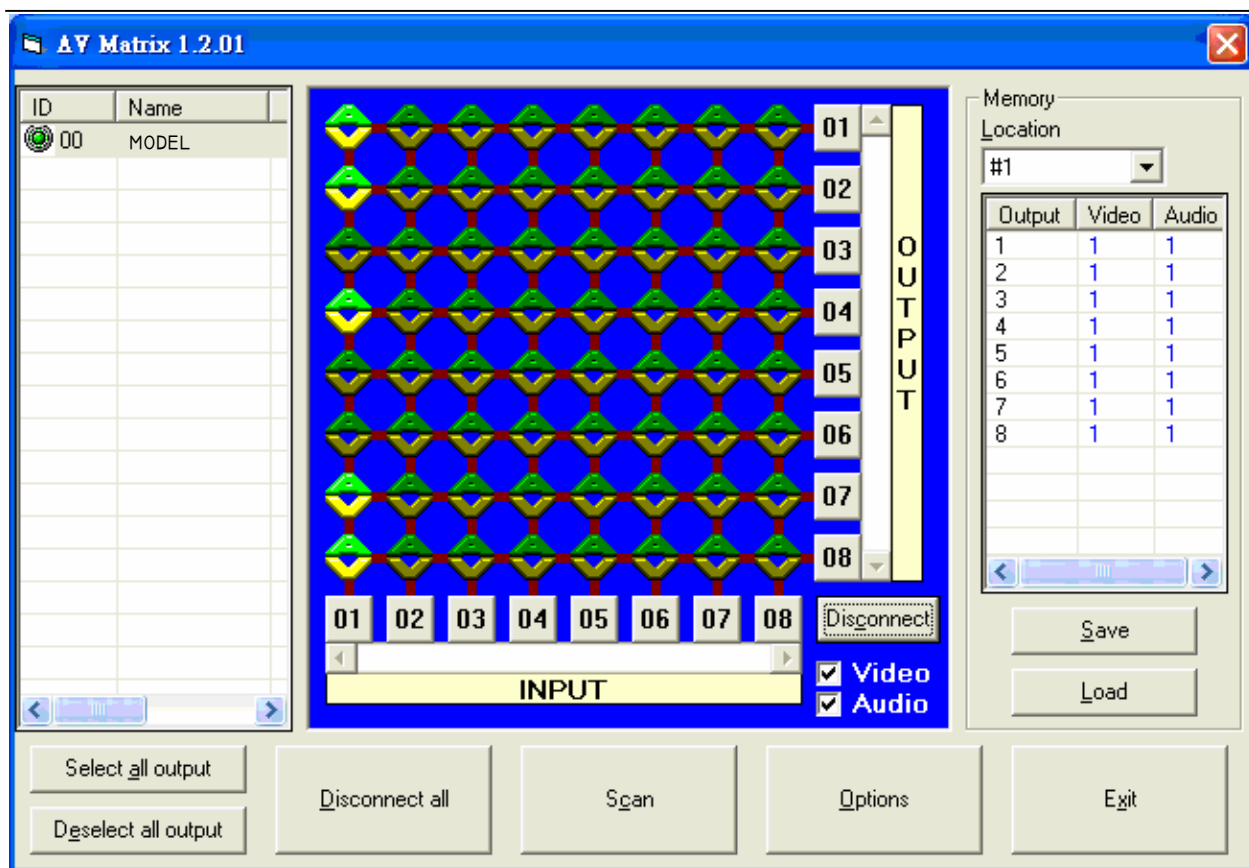 AV Matrix 1.2.01
ID Name
00 MODEL
01
02
03
04
05
06
07
08
OUTPUT
01 02 03 04 05 06 07 08
INPUT
Disconnect
Video
Audio
Memory
Location
#1
Output Video Audio
1 1 1
2 1 1
3 1 1
4 1 1
5 1 1
6 1 1
7 1 1
8 1 1
Save
Load
Select all output
Deselect all output
Disconnect all
Scan
Options
Exit